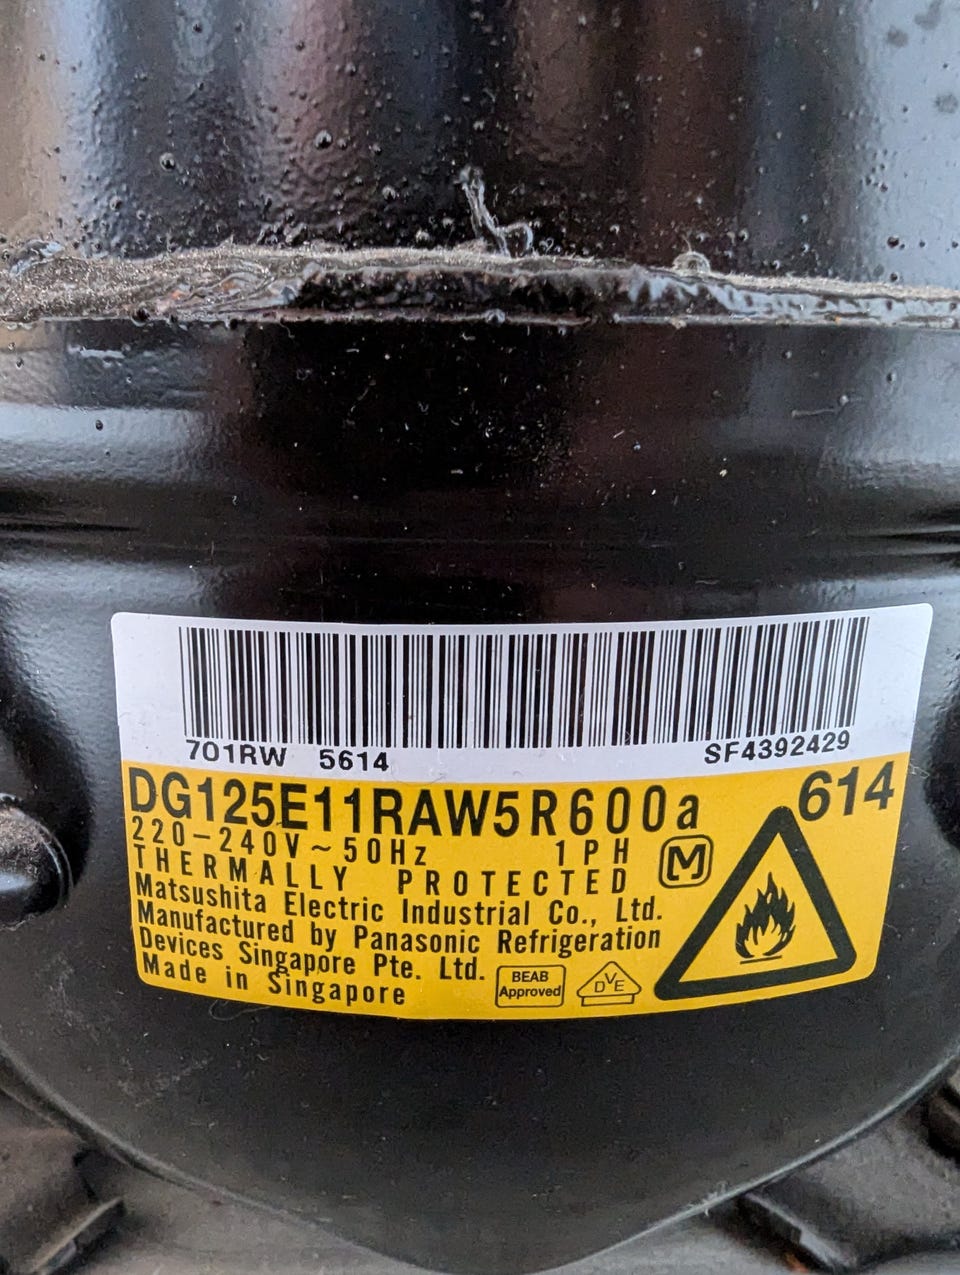 701RW 5614 SF4392429
DG125E11RAW5R600a 614
220-240V~50Hz 1PH
THERMALLY PROTECTED M
Matsushita Electric Industrial Co., Ltd.
Manufactured by Panasonic Refrigeration
Devices Singapore Pte. Ltd.
Made in Singapore
BEAB
Approved
DVE